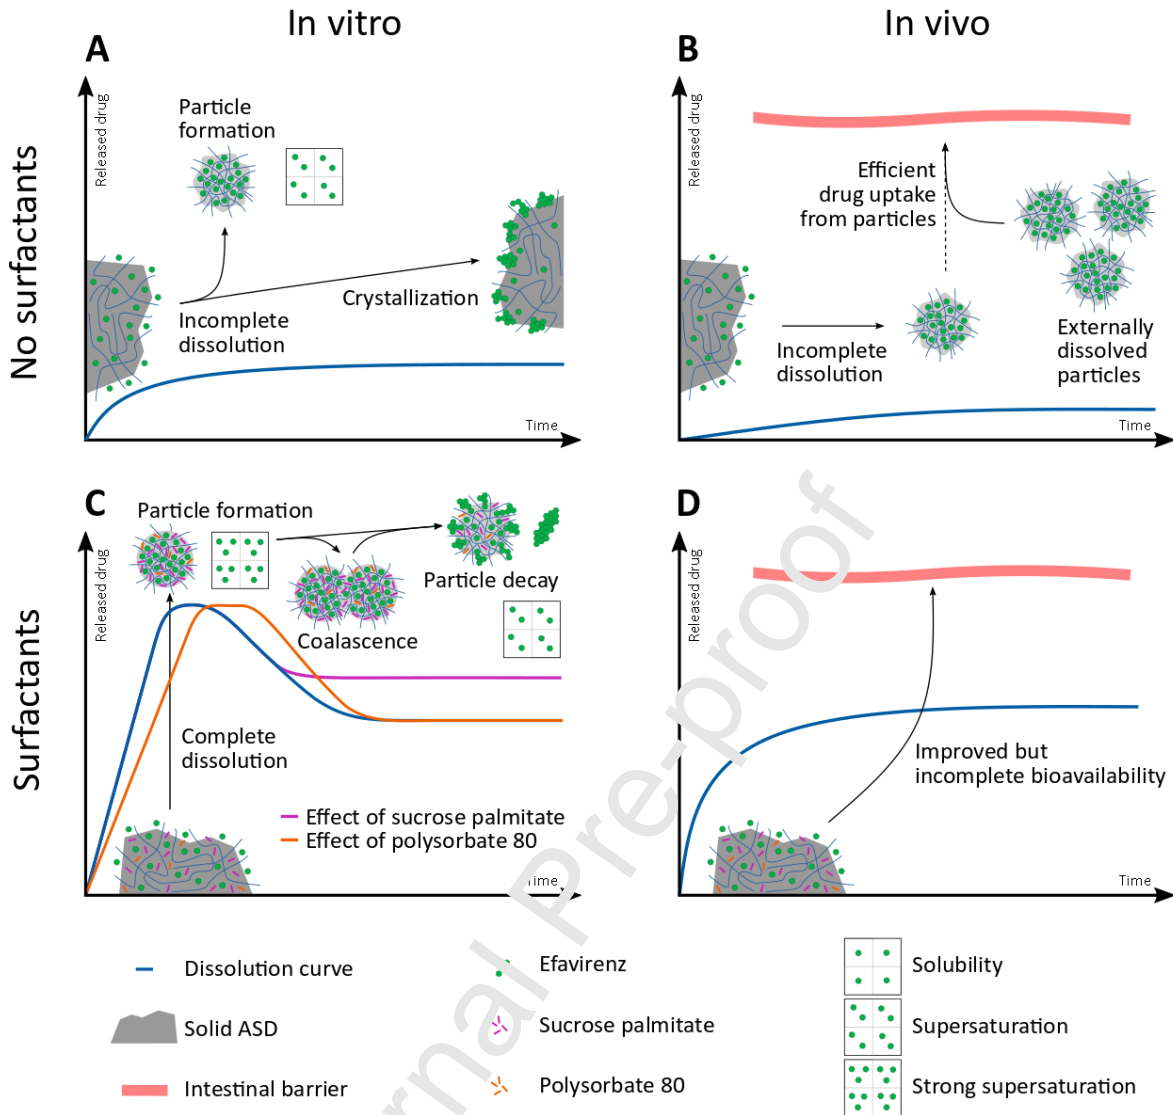 In vitro
In vivo
No surfactants
Surfactants
A
Released drug
Particle
formation
Crystallization
Incomplete
dissolution
Time
B
Released drug
Efficient
drug uptake
from particles
Incomplete
dissolution
Externally
dissolved
particles
Time
C
Released drug
Particle formation
Particle decay
Coalascence
Complete
dissolution
Effect of sucrose palmitate
Effect of polysorbate 80
Time
D
Released drug
Improved but
incomplete bioavailability
Time
Dissolution curve
Solid ASD
Intestinal barrier
Efavirenz
Sucrose palmitate
Polysorbate 80
Solubility
Supersaturation
Strong supersaturation
rnal Pre-proof